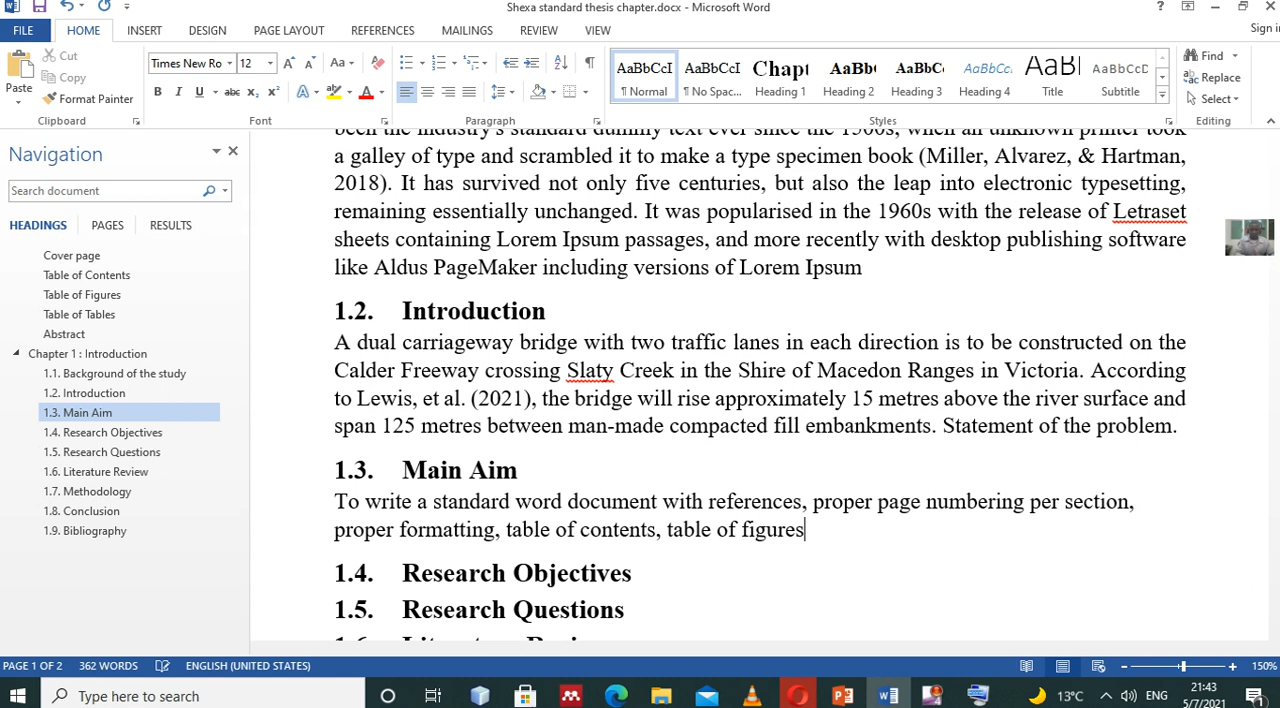 Shexa standard thesis chapter.docx - Microsoft Word
Sign in
FILE HOME INSERT DESIGN PAGE LAYOUT REFERENCES MAILINGS REVIEW VIEW
Paste
Cut
Copy
Format Painter
Clipboard
Times New Ro 12
Font
Paragraph
AaBbCcI AaBbCcI Chapt AaBb AaBbC AaBbCc AaBl AaBbCcD
¶ Normal ¶ No Spac... Heading 1 Heading 2 Heading 3 Heading 4 Title Subtitle
Styles
Find
Replace
Select
Editing
Navigation
Search document
HEADINGS PAGES RESULTS
Cover page
Table of Contents
Table of Figures
Table of Tables
Abstract
Chapter 1 : Introduction
1.1. Background of the study
1.2. Introduction
1.3. Main Aim
1.4. Research Objectives
1.5. Research Questions
1.6. Literature Review
1.7. Methodology
1.8. Conclusion
1.9. Bibliography
been the industry's standard dummy text ever since the 1500s, when an unknown printer took
a galley of type and scrambled it to make a type specimen book (Miller, Alvarez, & Hartman,
2018). It has survived not only five centuries, but also the leap into electronic typesetting,
remaining essentially unchanged. It was popularised in the 1960s with the release of Letraset
sheets containing Lorem Ipsum passages, and more recently with desktop publishing software
like Aldus PageMaker including versions of Lorem Ipsum
1.2. Introduction
A dual carriageway bridge with two traffic lanes in each direction is to be constructed on the
Calder Freeway crossing Slaty Creek in the Shire of Macedon Ranges in Victoria. According
to Lewis, et al. (2021), the bridge will rise approximately 15 metres above the river surface and
span 125 metres between man-made compacted fill embankments. Statement of the problem.
1.3. Main Aim
To write a standard word document with references, proper page numbering per section,
proper formatting, table of contents, table of figures
1.4. Research Objectives
1.5. Research Questions
PAGE 1 OF 2 362 WORDS ENGLISH (UNITED STATES) 150%
Type here to search
13°C ENG
21:43
5/7/2021